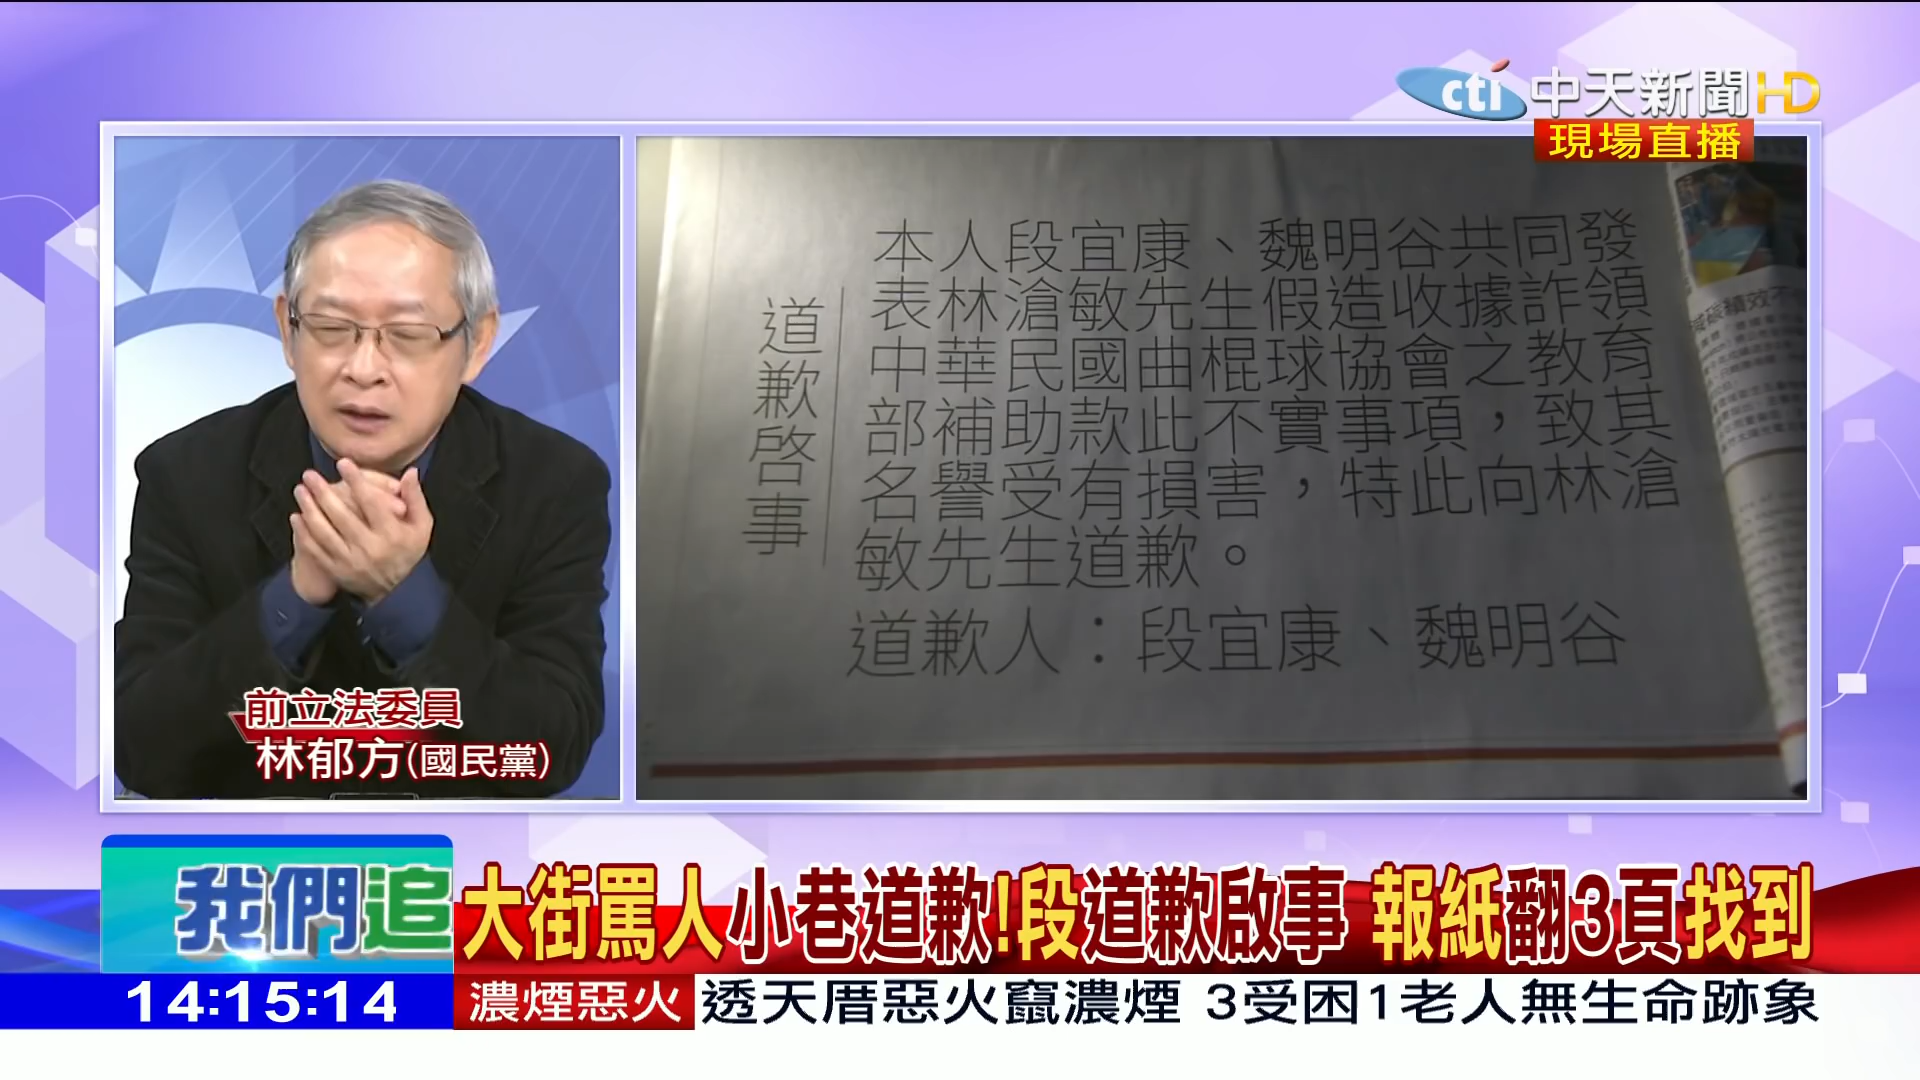 cti 中天新聞HD
現場直播
道歉啓事
本人段宜康、魏明谷共同發
表林滄敏先生假造收據詐領
中華民國曲棍球協會之教育
部補助款此不實事項，致其
名譽受有損害，特此向林滄
敏先生道歉。
道歉人：段宜康、魏明谷
前立法委員
林郁方(國民黨)
我們追
大街罵人小巷道歉!段道歉啟事 報紙翻3頁找到
14:15:14
濃煙惡火
透天厝惡火竄濃煙 3受困1老人無生命跡象